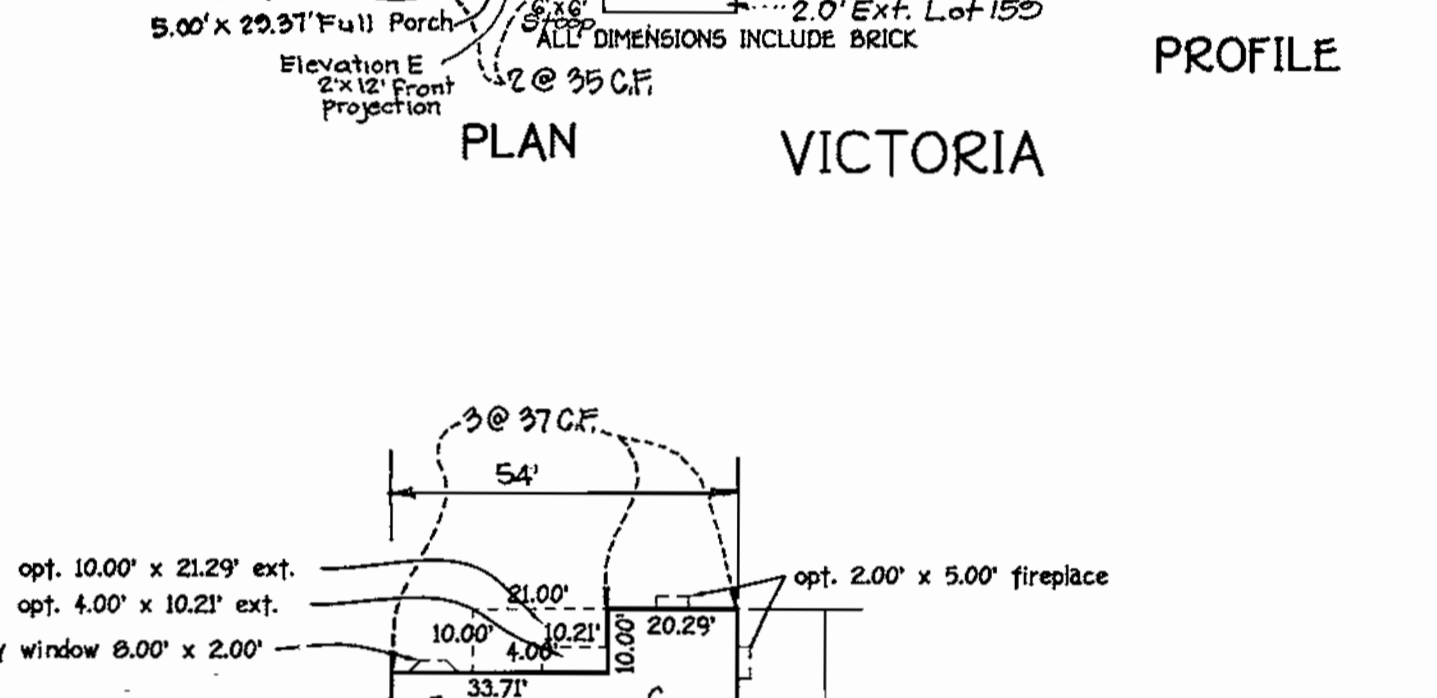 5.00' X 29.37' Full Porch
6' x 6'
Stoop
2.0' Ext. Lot 159
ALL DIMENSIONS INCLUDE BRICK
PROFILE
Elevation E
2' x 12' Front
Projection
2 @ 35 C.F.
PLAN
VICTORIA
3 @ 37 C.F.
54'
opt. 10.00' x 21.29' ext.
opt. 4.00' x 10.21' ext.
window 8.00' x 2.00'
21.00'
10.00'
10.21'
4.00'
10.00'
20.29'
33.71'
opt. 2.00' x 5.00' fireplace